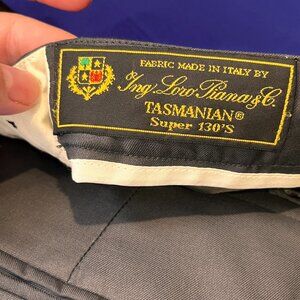 FABRIC MADE IN ITALY BY
Ing. Loro Piana & C.
TASMANIAN®
Super 130'S